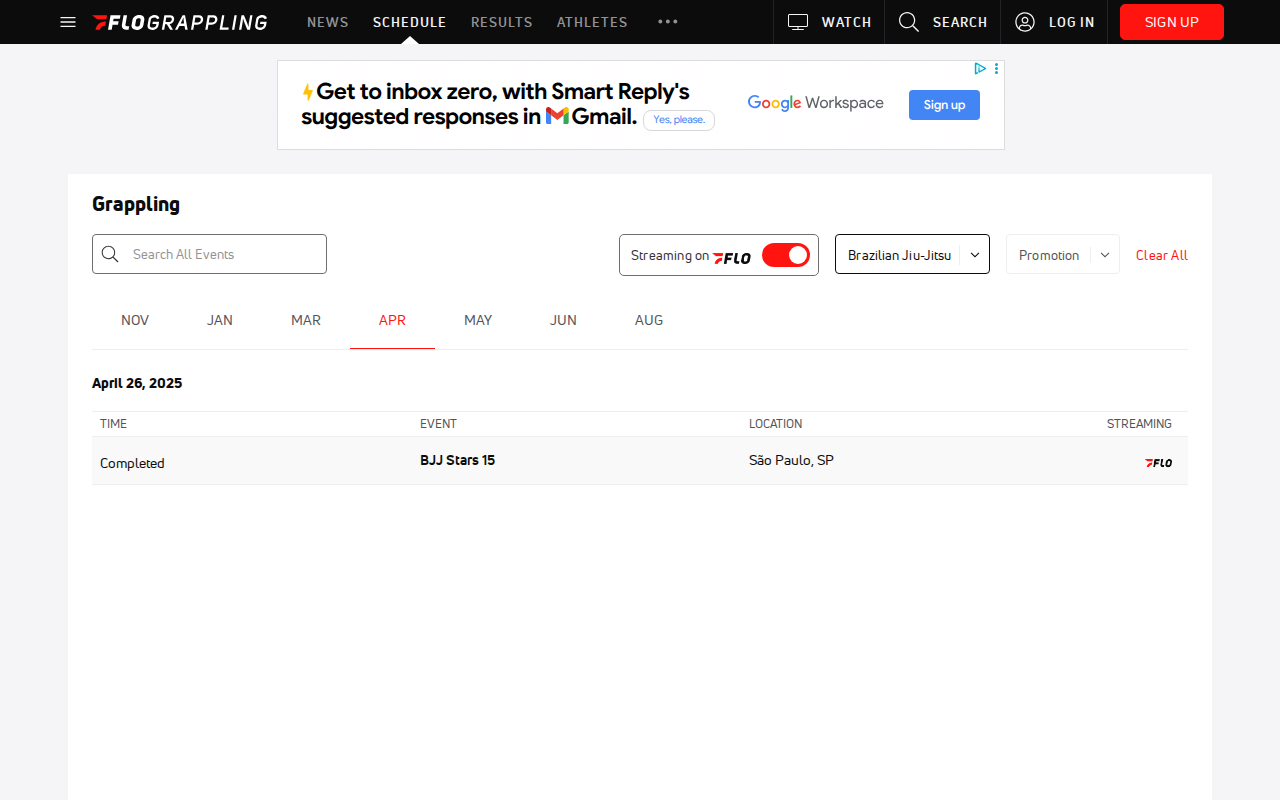 FLOGRAPPLING NEWS SCHEDULE RESULTS ATHLETES ••• WATCH SEARCH LOG IN SIGN UP
Get to inbox zero, with Smart Reply's
suggested responses in Gmail. Yes, please.
Google Workspace
Sign up
Grappling
Search All Events
Streaming on FLO
Brazilian Jiu-Jitsu
Promotion
Clear All
NOV JAN MAR APR MAY JUN AUG
April 26, 2025
TIME EVENT LOCATION STREAMING
Completed BJJ Stars 15 São Paulo, SP FLO